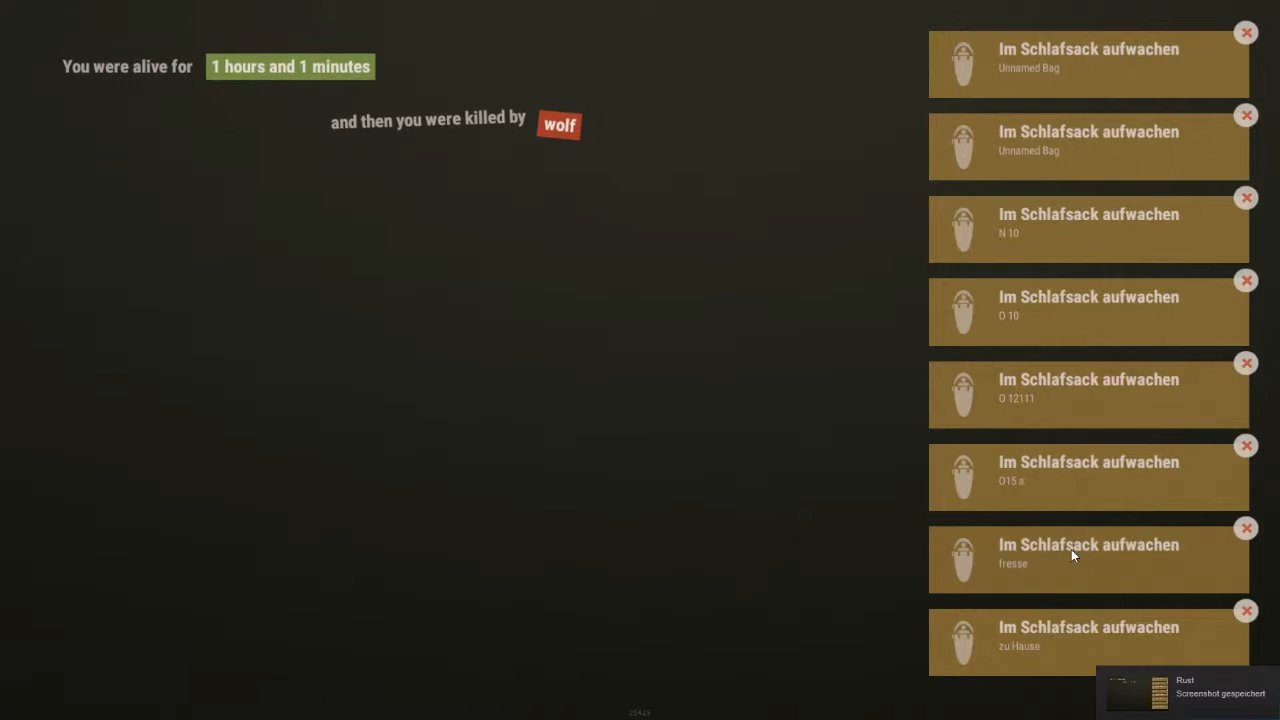 You were alive for 1 hours and 1 minutes
and then you were killed by wolf
Im Schlafsack aufwachen
Unnamed Bag
Im Schlafsack aufwachen
Unnamed Bag
Im Schlafsack aufwachen
N 10
Im Schlafsack aufwachen
O 10
Im Schlafsack aufwachen
O 12111
Im Schlafsack aufwachen
O15 a
Im Schlafsack aufwachen
fresse
Im Schlafsack aufwachen
zu Hause
Rust
Screenshot gespeichert